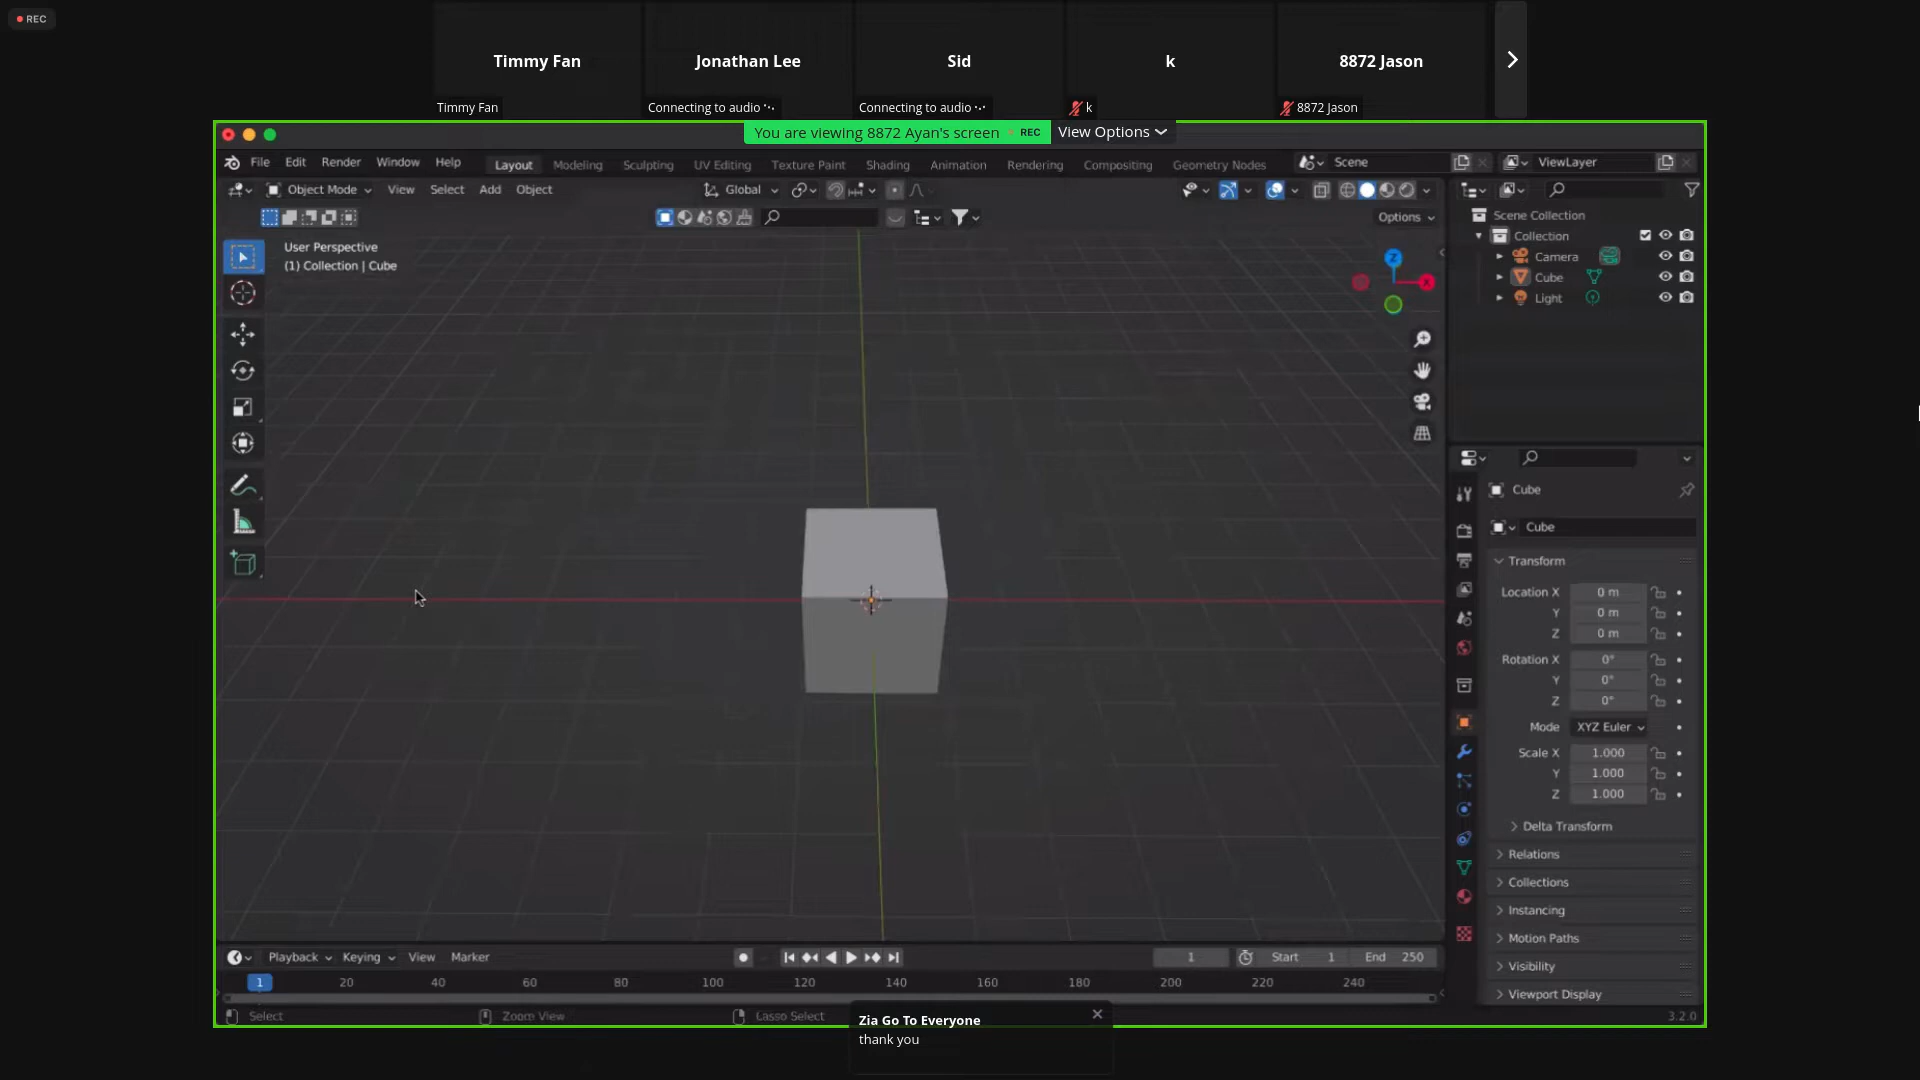 REC
Timmy Fan
Jonathan Lee
Sid
k
8872 Jason
Timmy Fan
Connecting to audio
Connecting to audio
k
8872 Jason
You are viewing 8872 Ayan's screen
REC
View Options
File Edit Render Window Help
Layout Modeling Sculpting UV Editing Texture Paint Shading Animation Rendering Compositing Geometry Nodes
Scene
ViewLayer
Object Mode View Select Add Object
Global
Options
User Perspective
(1) Collection | Cube
Z
X
Scene Collection
Collection
Camera
Cube
Light
Cube
Cube
Transform
Location X 0 m
Y 0 m
Z 0 m
Rotation X 0°
Y 0°
Z 0°
Mode XYZ Euler
Scale X 1.000
Y 1.000
Z 1.000
Delta Transform
Relations
Collections
Instancing
Motion Paths
Visibility
Viewport Display
Playback Keying View Marker
1
Start 1
End 250
1 20 40 60 80 100 120 140 160 180 200 220 240
Select
Zoom View
Lasso Select
3.2.0
Zia Go To Everyone
thank you